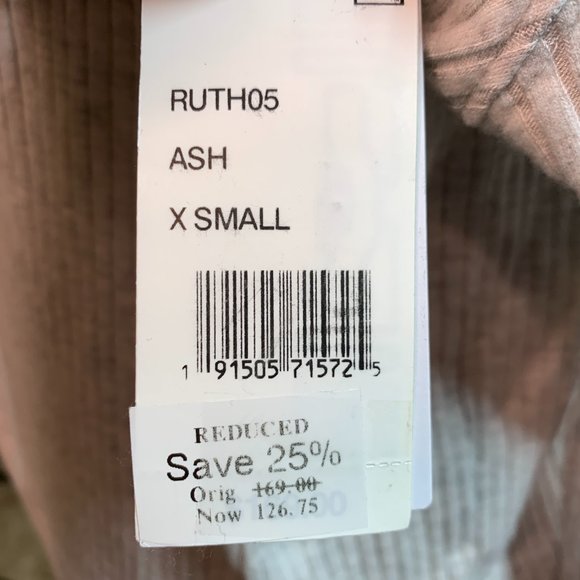 RUTH05
ASH
X SMALL
1 91505 71572 5
REDUCED
Save 25%
Orig 169.00
Now 126.75